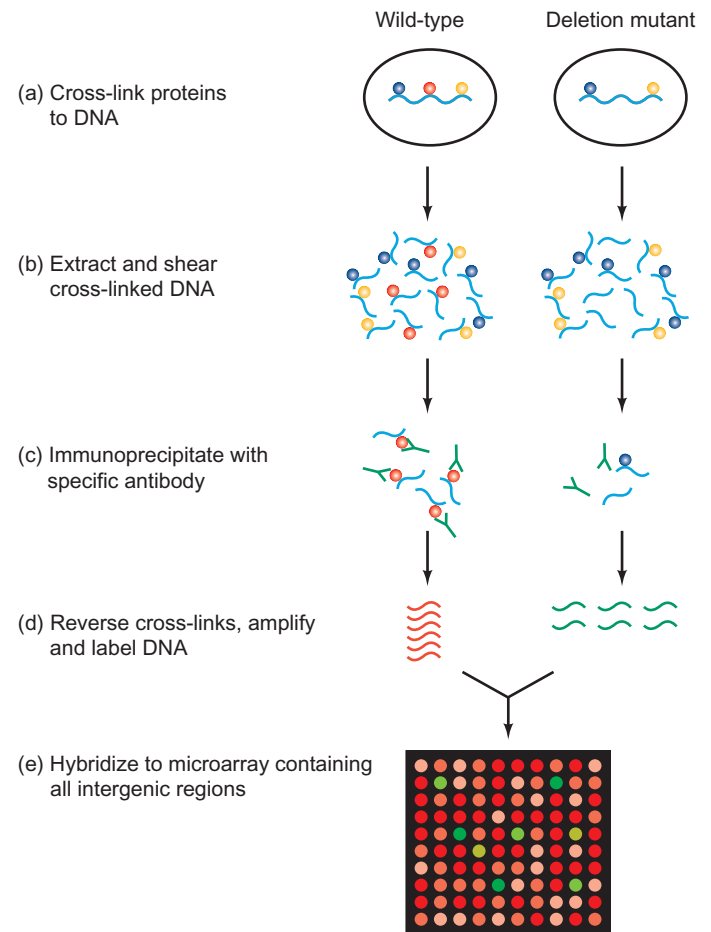 Wild-type
Deletion mutant
(a) Cross-link proteins
to DNA
(b) Extract and shear
cross-linked DNA
(c) Immunoprecipitate with
specific antibody
(d) Reverse cross-links, amplify
and label DNA
(e) Hybridize to microarray containing
all intergenic regions